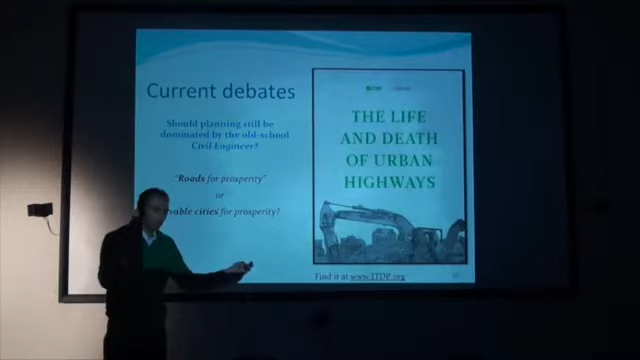 Current debates
Should planning still be
dominated by the old-school
Civil Engineer?
"Roads for prosperity"
or
vable cities for prosperity?
THE LIFE
AND DEATH
OF URBAN
HIGHWAYS
Find it at www.ITDP.org